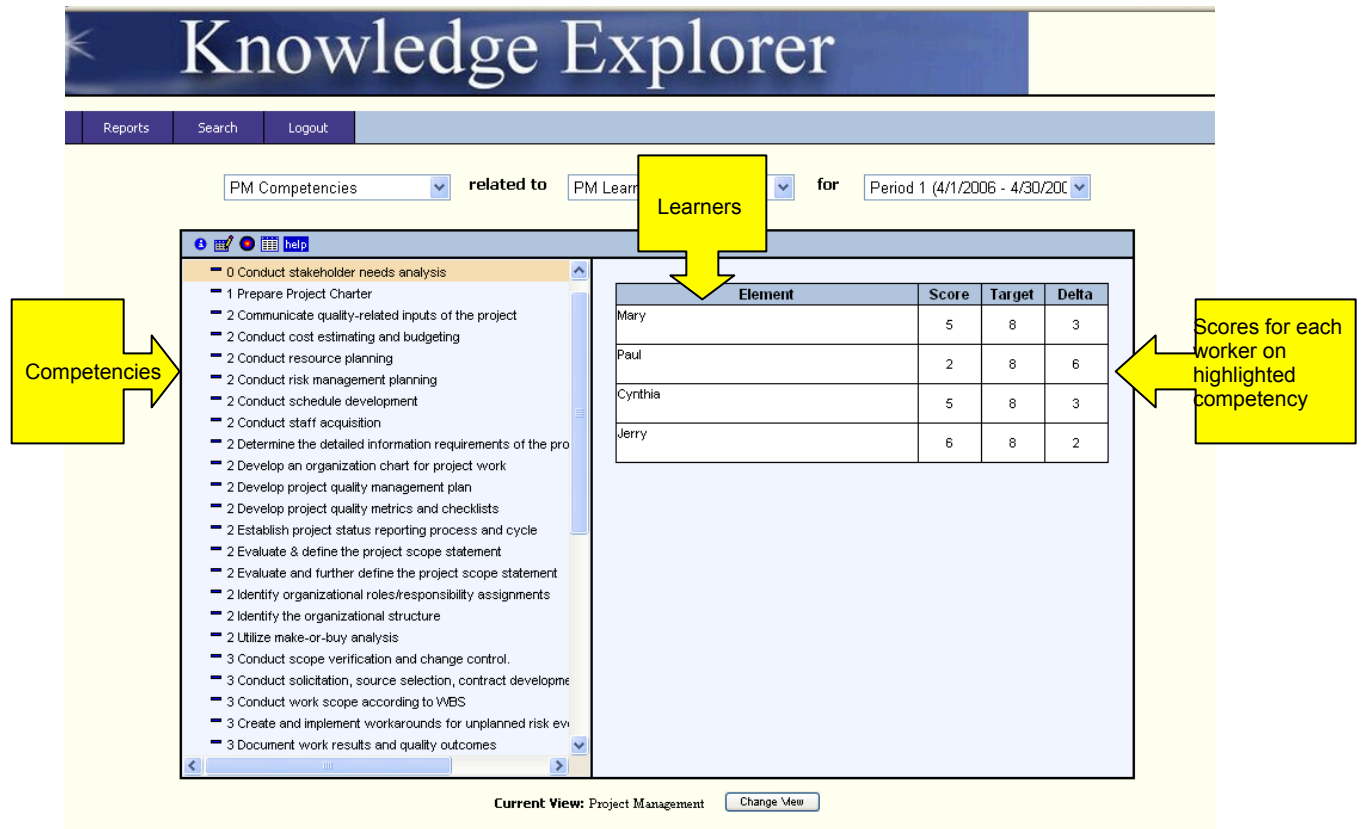 Knowledge Explorer
Reports Search Logout
PM Competencies related to PM Learn for Period 1 (4/1/2006 - 4/30/200
Learners
help
0 Conduct stakeholder needs analysis
1 Prepare Project Charter
2 Communicate quality-related inputs of the project
2 Conduct cost estimating and budgeting
2 Conduct resource planning
2 Conduct risk management planning
2 Conduct schedule development
2 Conduct staff acquisition
2 Determine the detailed information requirements of the pro
2 Develop an organization chart for project work
2 Develop project quality management plan
2 Develop project quality metrics and checklists
2 Establish project status reporting process and cycle
2 Evaluate & define the project scope statement
2 Evaluate and further define the project scope statement
2 Identify organizational roles/responsibility assignments
2 Identify the organizational structure
2 Utilize make-or-buy analysis
3 Conduct scope verification and change control.
3 Conduct solicitation, source selection, contract developme
3 Conduct work scope according to WBS
3 Create and implement workarounds for unplanned risk eve
3 Document work results and quality outcomes
Competencies
Element Score Target Delta
Mary 5 8 3
Paul 2 8 6
Cynthia 5 8 3
Jerry 6 8 2
Scores for each
worker on
highlighted
competency
Current View: Project Management Change View